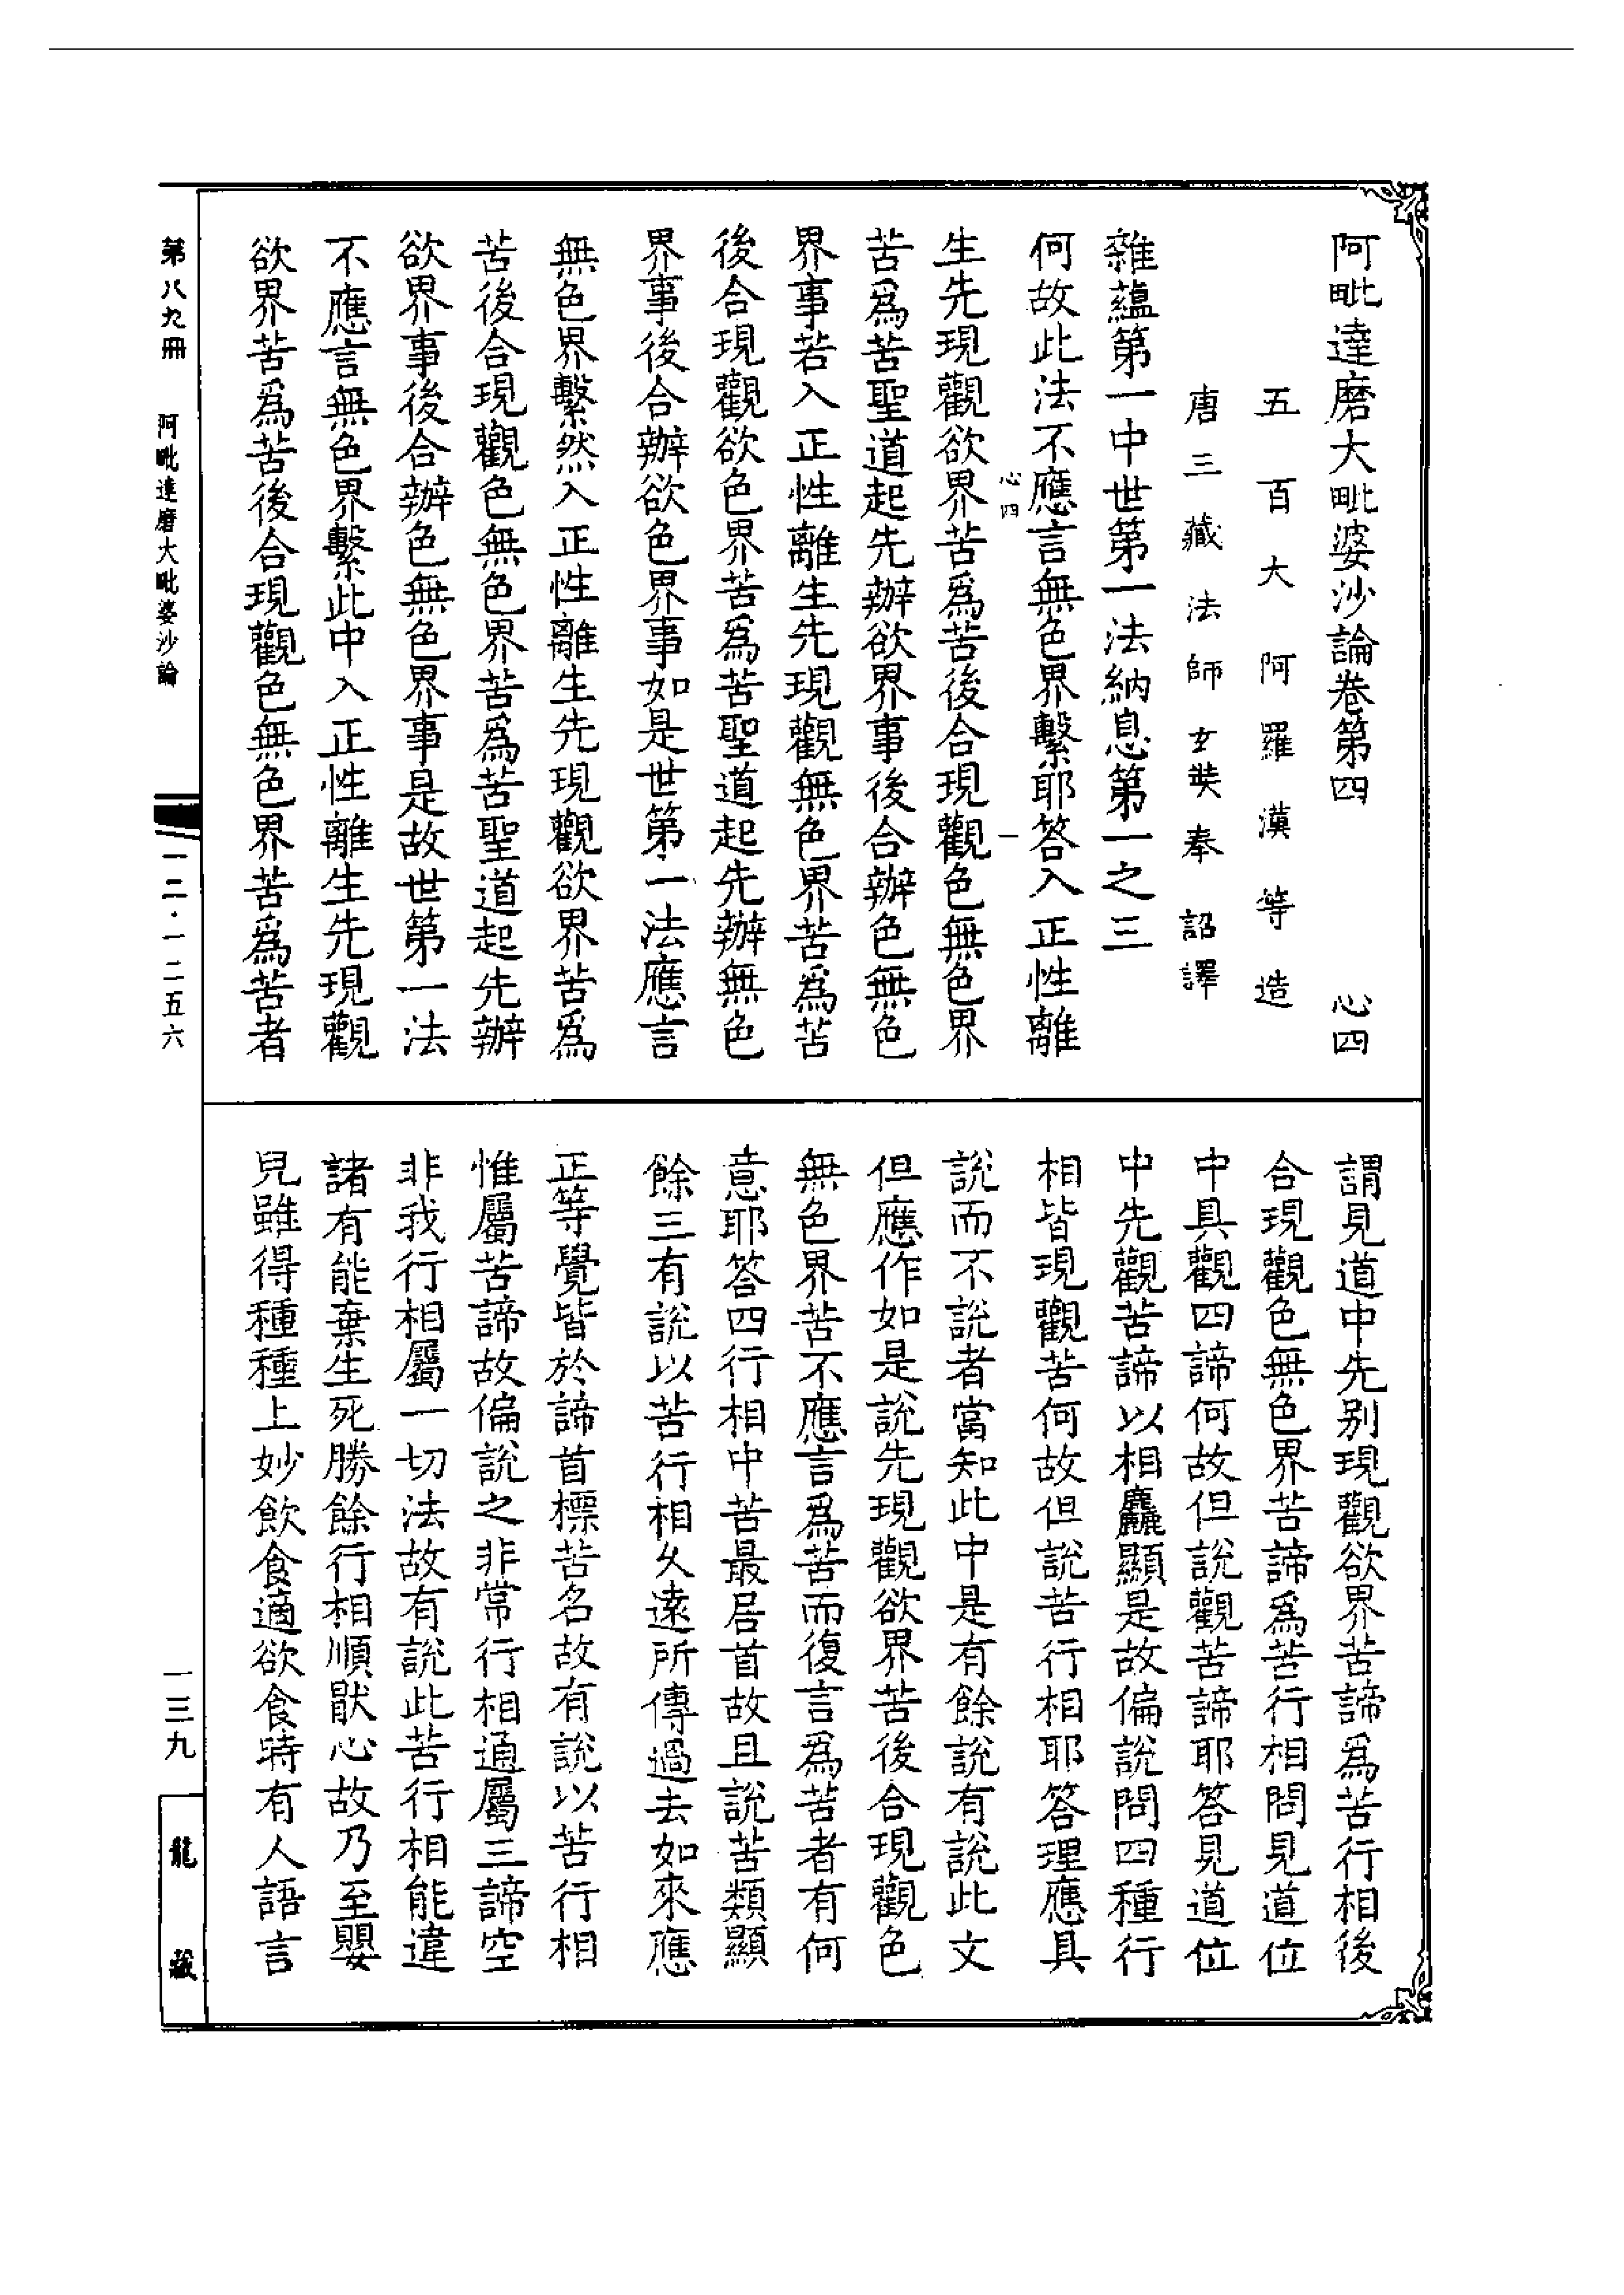 阿毗達磨大毗婆沙論卷第四　心四
五百大阿羅漢等造
唐三藏法師玄奘奉　詔譯
雜蘊第一中世第一法納息第一之三
何故此法不應言無色界繫耶答入正性離
心四　一
生先現觀欲界苦爲苦後合現觀色無色界
苦爲苦聖道起先辦欲界事後合辦色無色
界事若入正性離生先現觀無色界苦爲苦
後合現觀欲色界苦爲苦聖道起先辦無色
界事後合辦欲色界事如是世第一法應言
無色界繫然入正性離生先現觀欲界苦爲
苦後合現觀色無色界苦爲苦聖道起先辦
欲界事後合辦色無色界事是故世第一法
不應言無色界繫此中入正性離生先現觀
欲界苦爲苦後合現觀色無色界苦爲苦者
謂見道中先别現觀欲界苦諦爲苦行相後
合現觀色無色界苦諦爲苦行相問見道位
中具觀四諦何故但說觀苦諦耶答見道位
中先觀苦諦以相麤顯是故偏說問四種行
相皆現觀苦何故但說苦行相耶答理應具
說而不說者當知此中是有餘說有說此文
但應作如是說先現觀欲界苦後合現觀色
無色界苦不應言爲苦而復言爲苦者有何
意耶答四行相中苦最居首故且說苦類顯
餘三有說以苦行相久遠所傳過去如來應
正等覺皆於諦首標苦名故有說以苦行相
惟屬苦諦故偏說之非常行相通屬三諦空
非我行相屬一切法故有說此苦行相能違
諸有能棄生死勝餘行相順猒心故乃至嬰
兒雖得種種上妙飲食適欲食時有人語言
第八九冊　阿毗達磨大毗婆沙論
一二·一二五六
一三九
龍藏